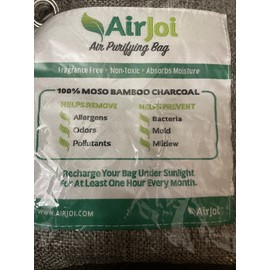 AirJoi
Air Purifying Bag
Fragrance Free • Non-Toxic • Absorbs Moisture
100% MOSO BAMBOO CHARCOAL
HELPS REMOVE
Allergens
Odors
Pollutants
HELPS PREVENT
Bacteria
Mold
Mildew
Recharge Your Bag Under Sunlight
For At Least One Hour Every Month.
WWW.AIRJOI.COM
AirJoi